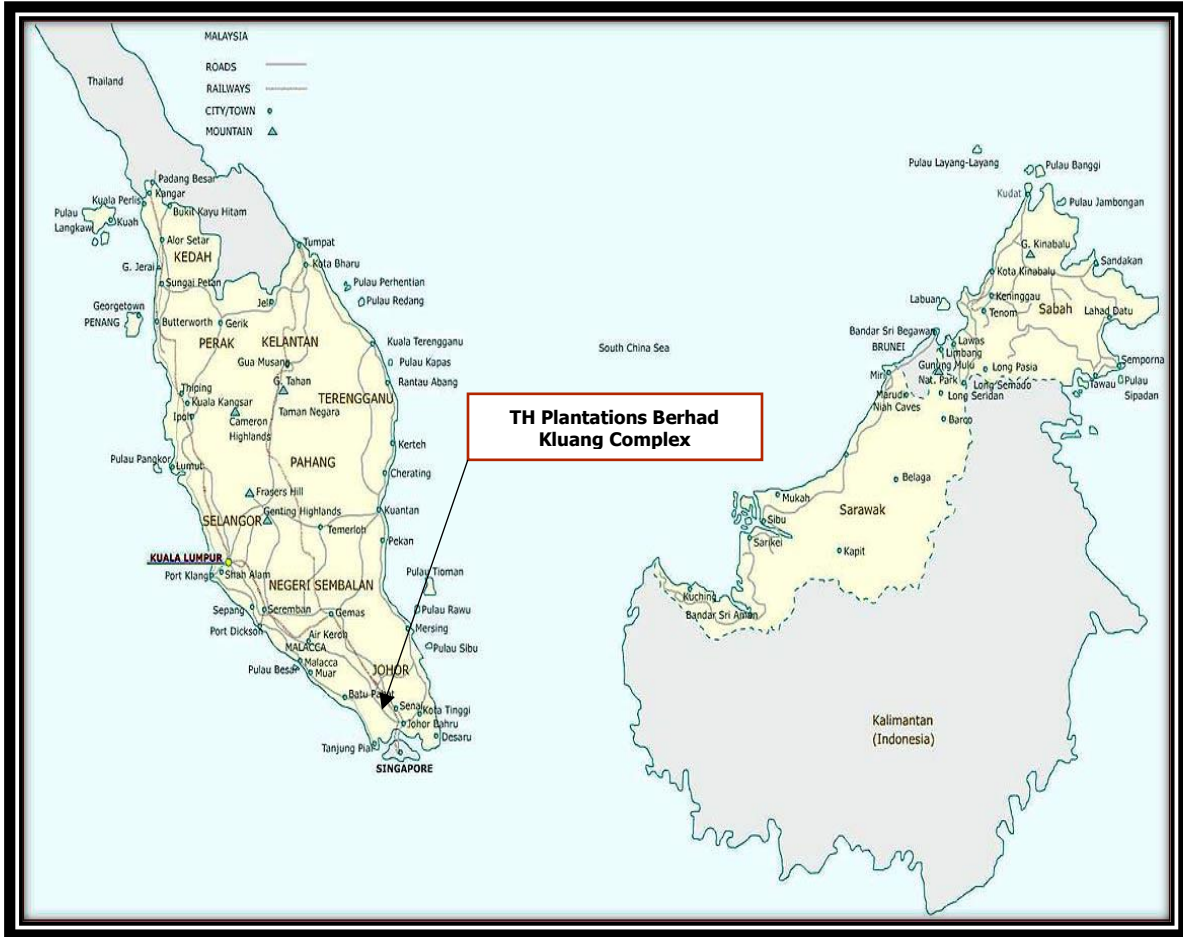 MALAYSIA
ROADS
RAILWAYS
CITY/TOWN
MOUNTAIN
Thailand
Padang Besar
Kangar
Kuala Perlis
Bukit Kayu Hitam
Pulau
Langkaw
Kuah
Alor Setar
KEDAH
G. Jerai
Sungai Petan
Georgetown
PENANG
Butterworth
Gerik
Jeli
Tumpat
Kota Bharu
Pulau Perhentian
Pulau Redang
PERAK
KELANTAN
Gua Musang
G. Tahan
Taman Negara
Kuala Terengganu
Pulau Kapas
Rantau Abang
TERENGGANU
Thiping
Kuala Kangsar
Ipoh
Cameron
Highlands
Pulau Pangkor
Lumut
PAHANG
Kerteh
Cherating
Frasers Hill
Genting Highlands
SELANGOR
Temerloh
Kuantan
Pekan
KUALA LUMPUR
Port Klang
Shah Alam
NEGERI SEMBALAN
Pulau Tioman
Sepang
Seremban
Gemas
Pulau Rawu
Port Dickson
Air Keroh
Mersing
MALACCA
Pulau Sibu
Malacca
Pulau Besar
Muar
JOHOR
Batu Pahat
Senai
Kota Tinggi
Johor Bahru
Desaru
Tanjung Piai
SINGAPORE
South China Sea
TH Plantations Berhad
Kluang Complex
Pulau Layang-Layang
Pulau Banggi
Kudat
Pulau Jambongan
G. Kinabalu
Kota Kinabalu
Sandakan
Labuan
Keninggau
Sabah
Tenom
Lahad Datu
Bandar Sri Begawan
BRUNEI
Lawas
Limbang
Gunung Mulu
Nat. Park
Long Pasia
Semporna
Miri
Long Semado
Tawau
Pulau
Sipadan
Marudi
Long Seridan
Niah Caves
Bareo
Belaga
Mukah
Sarawak
Sibu
Sarikei
Kapit
Kuching
Bandar Sri Aman
Kalimantan
(Indonesia)